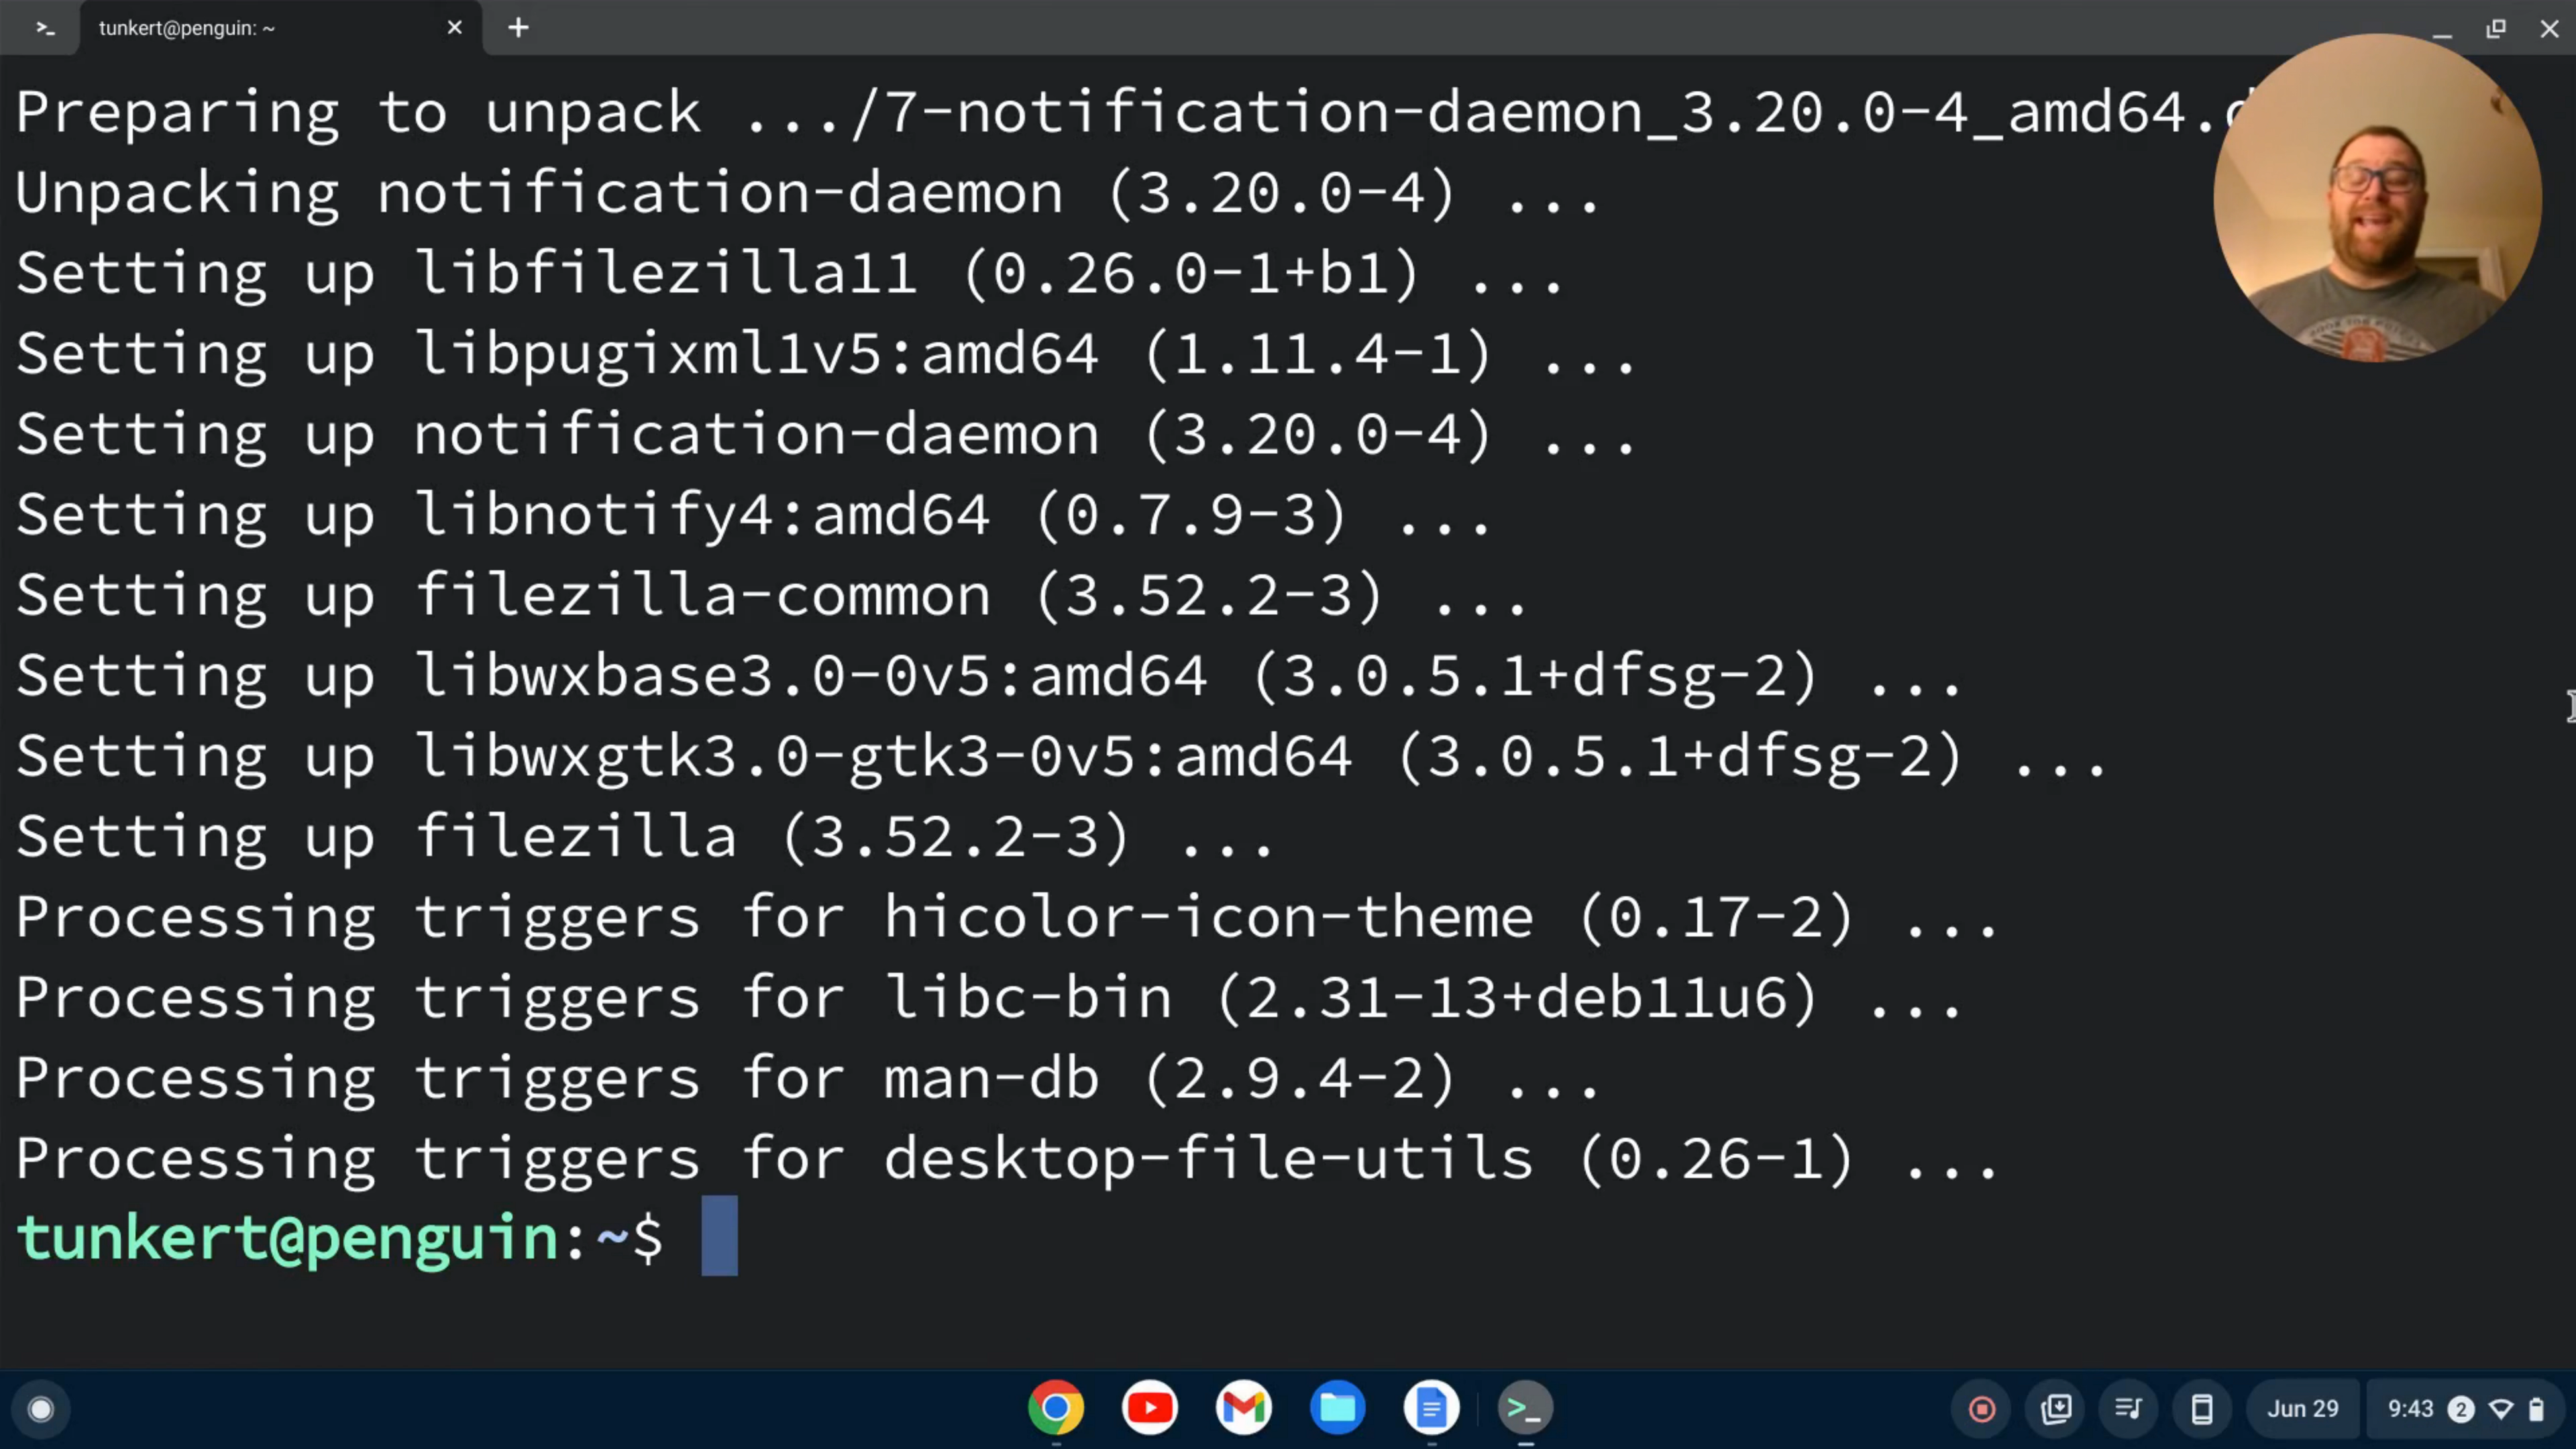 tunkert@penguin: ~
Preparing to unpack .../7-notification-daemon_3.20.0-4_amd64.
Unpacking notification-daemon (3.20.0-4) ...
Setting up libfilezilla11 (0.26.0-1+b1) ...
Setting up libpugixml1v5:amd64 (1.11.4-1) ...
Setting up notification-daemon (3.20.0-4) ...
Setting up libnotify4:amd64 (0.7.9-3) ...
Setting up filezilla-common (3.52.2-3) ...
Setting up libwxbase3.0-0v5:amd64 (3.0.5.1+dfsg-2) ...
Setting up libwxgtk3.0-gtk3-0v5:amd64 (3.0.5.1+dfsg-2) ...
Setting up filezilla (3.52.2-3) ...
Processing triggers for hicolor-icon-theme (0.17-2) ...
Processing triggers for libc-bin (2.31-13+deb11u6) ...
Processing triggers for man-db (2.9.4-2) ...
Processing triggers for desktop-file-utils (0.26-1) ...
tunkert@penguin:~$
Jun 29 9:43 2